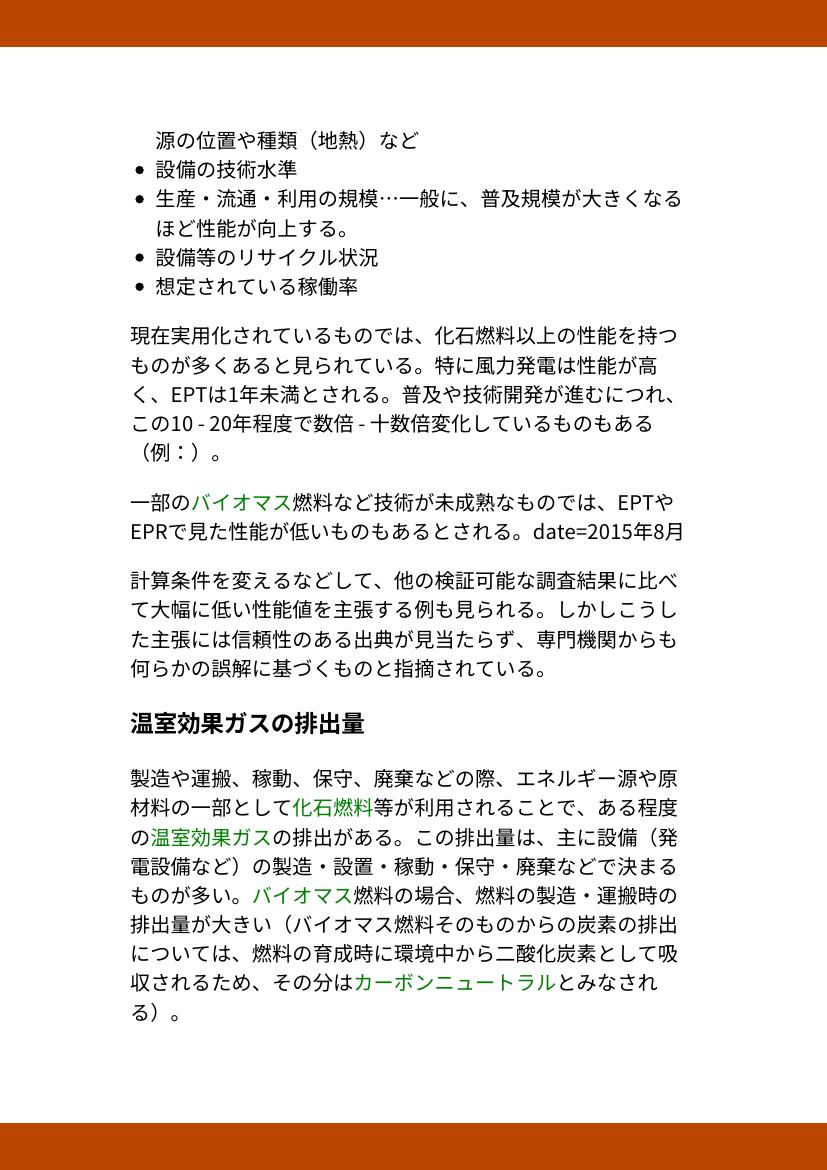 源の位置や種類（地熱）など
• 設備の技術水準
• 生産・流通・利用の規模…一般に、普及規模が大きくなる
ほど性能が向上する。
• 設備等のリサイクル状況
• 想定されている稼働率
現在実用化されているものでは、化石燃料以上の性能を持つ
ものが多くあると見られている。特に風力発電は性能が高
く、EPTは1年未満とされる。普及や技術開発が進むにつれ、
この10 - 20年程度で数倍 - 十数倍変化しているものもある
（例：）。
一部のバイオマス燃料など技術が未成熟なものでは、EPTや
EPRで見た性能が低いものもあるとされる。date=2015年8月
計算条件を変えるなどして、他の検証可能な調査結果に比べ
て大幅に低い性能値を主張する例も見られる。しかしこうし
た主張には信頼性のある出典が見当たらず、専門機関からも
何らかの誤解に基づくものと指摘されている。
温室効果ガスの排出量
製造や運搬、稼動、保守、廃棄などの際、エネルギー源や原
材料の一部として化石燃料等が利用されることで、ある程度
の温室効果ガスの排出がある。この排出量は、主に設備（発
電設備など）の製造・設置・稼動・保守・廃棄などで決まる
ものが多い。バイオマス燃料の場合、燃料の製造・運搬時の
排出量が大きい（バイオマス燃料そのものからの炭素の排出
については、燃料の育成時に環境中から二酸化炭素として吸
収されるため、その分はカーボンニュートラルとみなされ
る）。